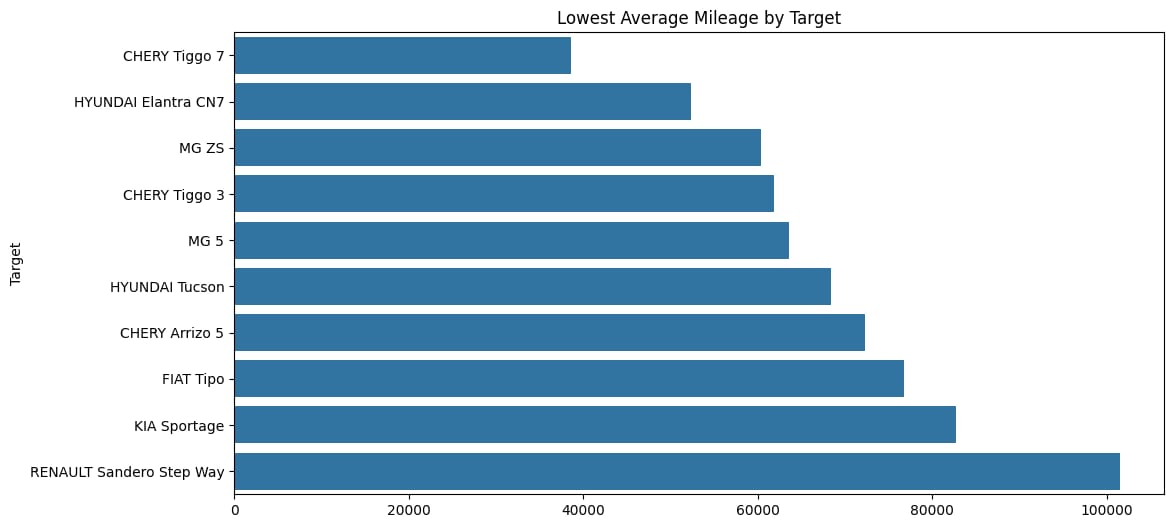 Lowest Average Mileage by Target
CHERY Tiggo 7
HYUNDAI Elantra CN7
MG ZS
CHERY Tiggo 3
MG 5
HYUNDAI Tucson
CHERY Arrizo 5
FIAT Tipo
KIA Sportage
RENAULT Sandero Step Way
Target
0 20000 40000 60000 80000 100000